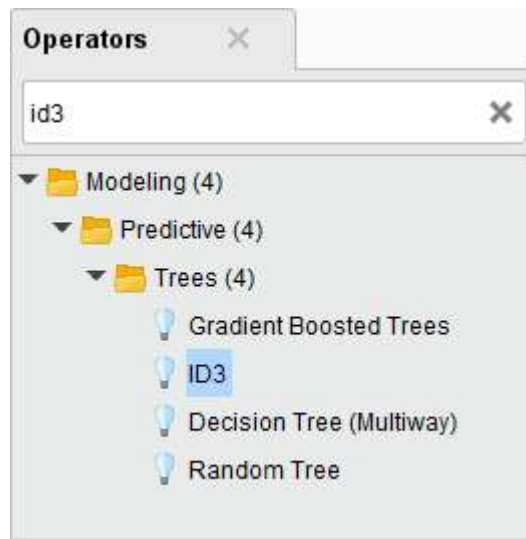 Operators
id3
Modeling (4)
Predictive (4)
Trees (4)
Gradient Boosted Trees
ID3
Decision Tree (Multiway)
Random Tree